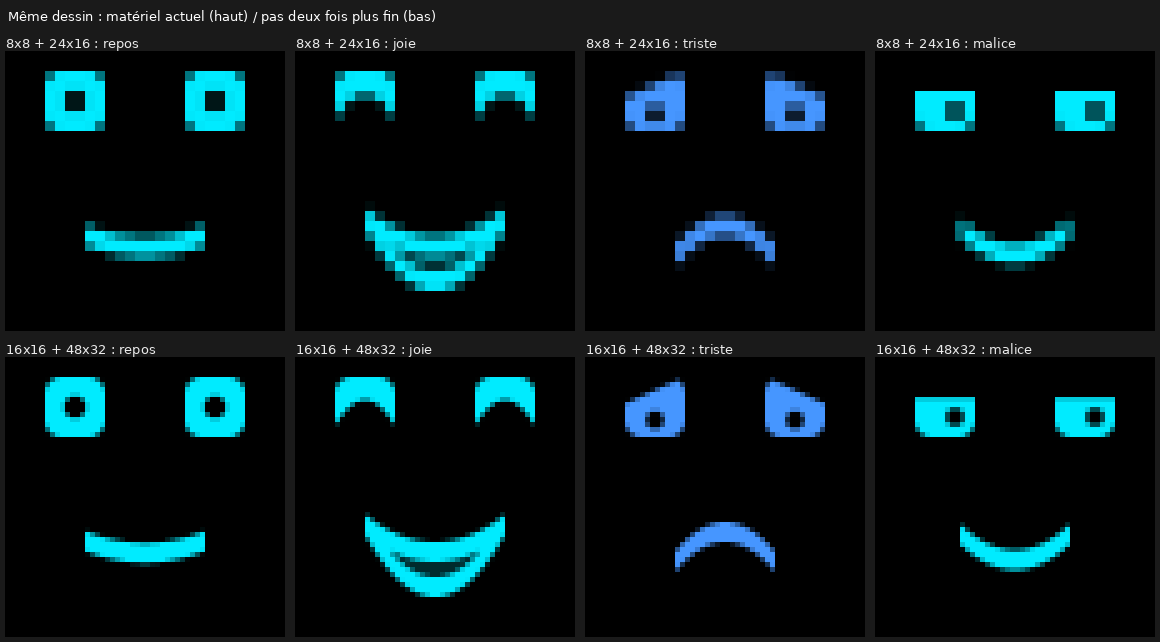 Même dessin : matériel actuel (haut) / pas deux fois plus fin (bas)
8x8 + 24x16 : repos
8x8 + 24x16 : joie
8x8 + 24x16 : triste
8x8 + 24x16 : malice
16x16 + 48x32 : repos
16x16 + 48x32 : joie
16x16 + 48x32 : triste
16x16 + 48x32 : malice